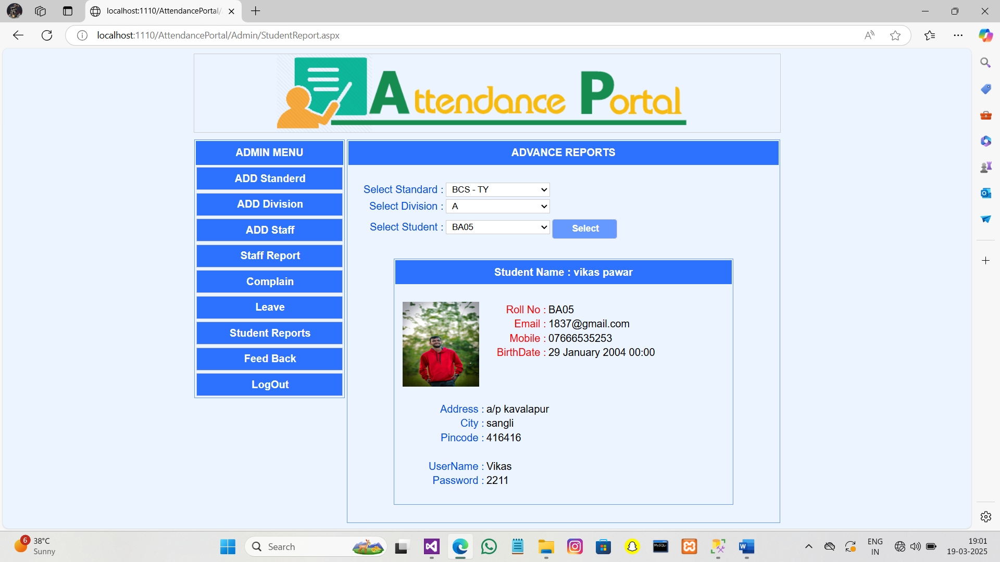 localhost:1110/AttendancePortal/
localhost:1110/AttendancePortal/Admin/StudentReport.aspx
Attendance Portal
ADMIN MENU
ADD Standerd
ADD Division
ADD Staff
Staff Report
Complain
Leave
Student Reports
Feed Back
LogOut
ADVANCE REPORTS
Select Standard : BCS - TY
Select Division : A
Select Student : BA05 Select
Student Name : vikas pawar
Roll No : BA05
Email : 1837@gmail.com
Mobile : 07666535253
BirthDate : 29 January 2004 00:00
Address : a/p kavalapur
City : sangli
Pincode : 416416
UserName : Vikas
Password : 2211
6
38°C
Sunny
Search
MySQL
ENG
IN
19:01
19-03-2025